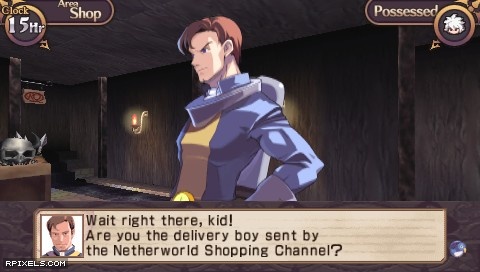 Clock
15Hr
Area
Shop
Possessed
Wait right there, kid!
Are you the delivery boy sent by
the Netherworld Shopping Channel?
RPIXELS.COM